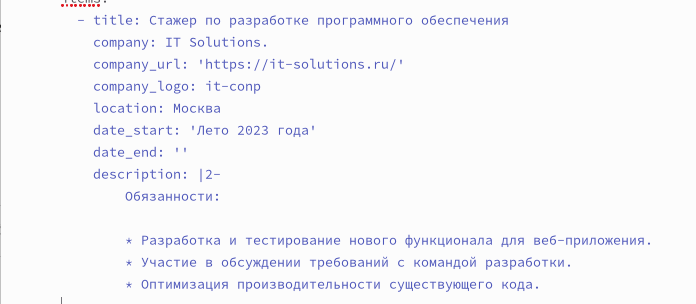 items:
- title: Стажер по разработке программного обеспечения
company: IT Solutions.
company_url: 'https://it-solutions.ru/'
company_logo: it-conp
location: Москва
date_start: 'Лето 2023 года'
date_end: ''
description: |2-
Обязанности:
* Разработка и тестирование нового функционала для веб-приложения.
* Участие в обсуждении требований с командой разработки.
* Оптимизация производительности существующего кода.